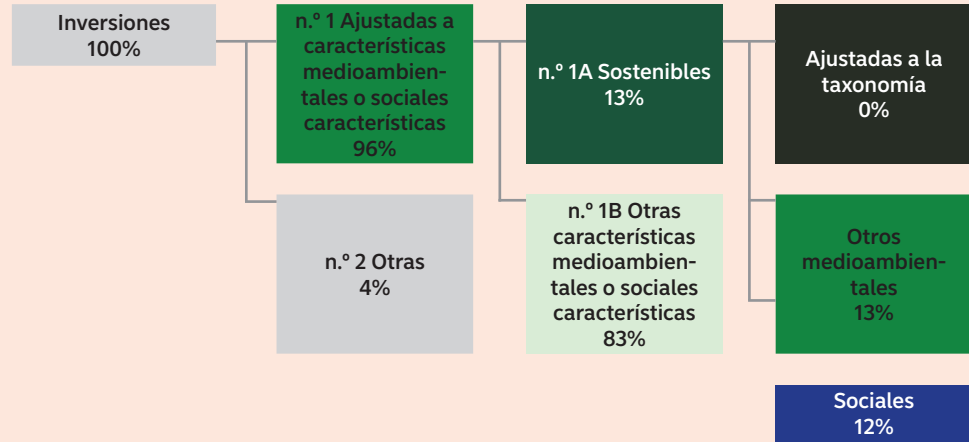 Inversiones
100%
n.º 1 Ajustadas a
características
medioambien-
tales o sociales
características
96%
n.º 1A Sostenibles
13%
Ajustadas a la
taxonomía
0%
n.º 2 Otras
4%
n.º 1B Otras
características
medioambien-
tales o sociales
características
83%
Otros
medioambien-
tales
13%
Sociales
12%